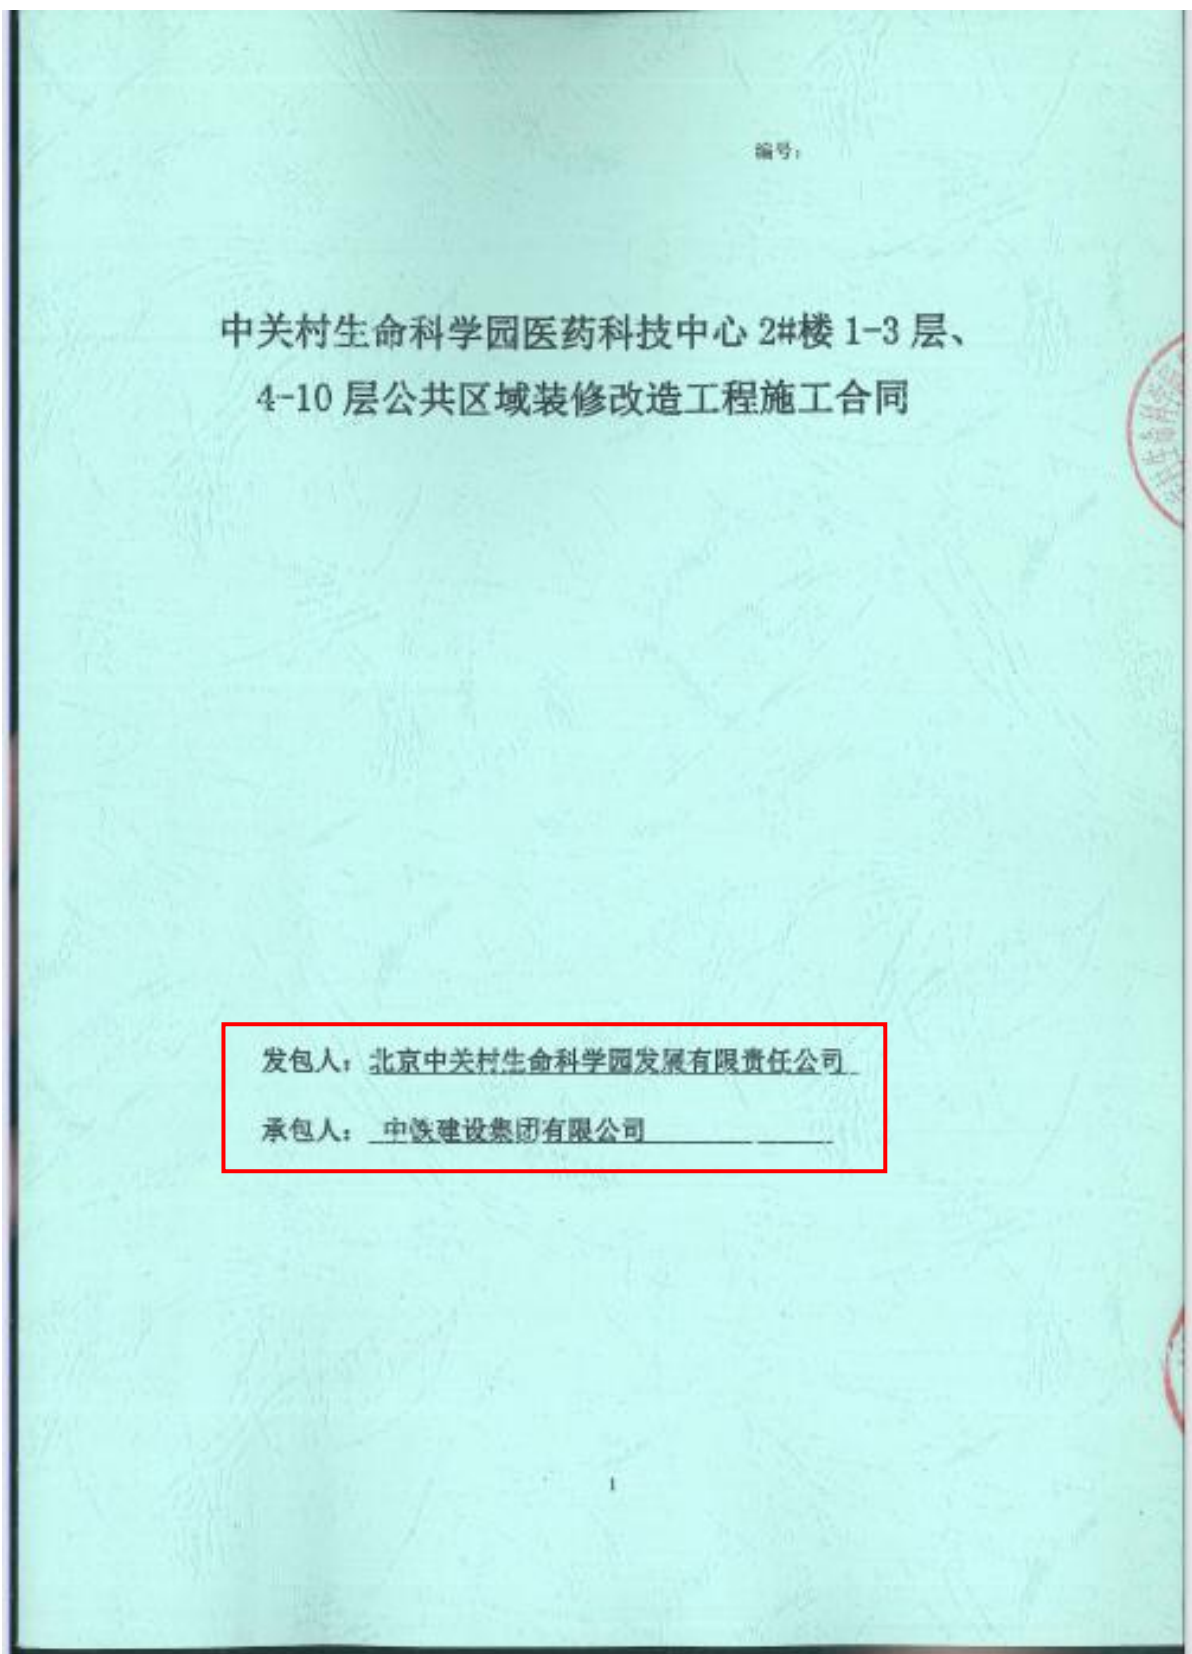 编号：
中关村生命科学园医药科技中心 2#楼 1-3 层、
4-10 层公共区域装修改造工程施工合同
发包人：北京中关村生命科学园发展有限责任公司
承包人：中铁建设集团有限公司
1